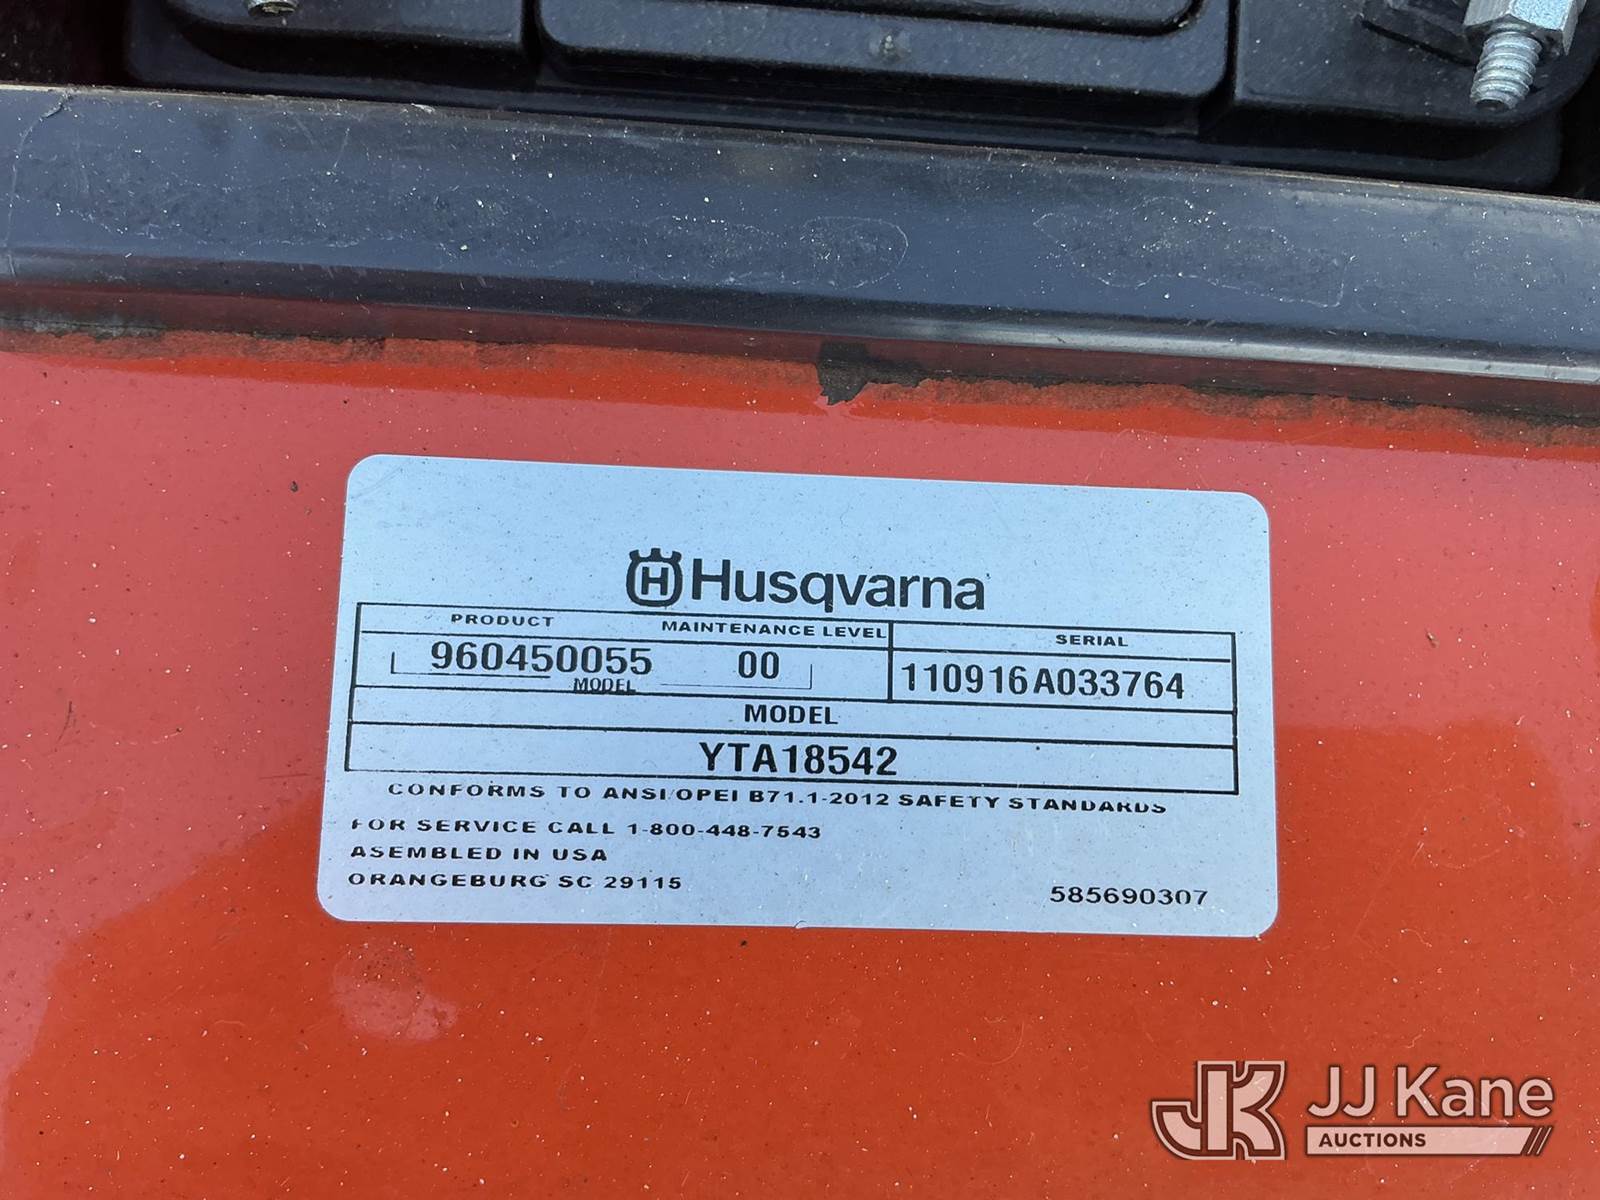 Husqvarna
PRODUCT MAINTENANCE LEVEL SERIAL
960450055 00 110916A033764
MODEL
MODEL
YTA18542
CONFORMS TO ANSI/OPEI B71.1-2012 SAFETY STANDARDS
FOR SERVICE CALL 1-800-448-7543
ASEMBLED IN USA
ORANGEBURG SC 29115
585690307
JJ Kane
AUCTIONS